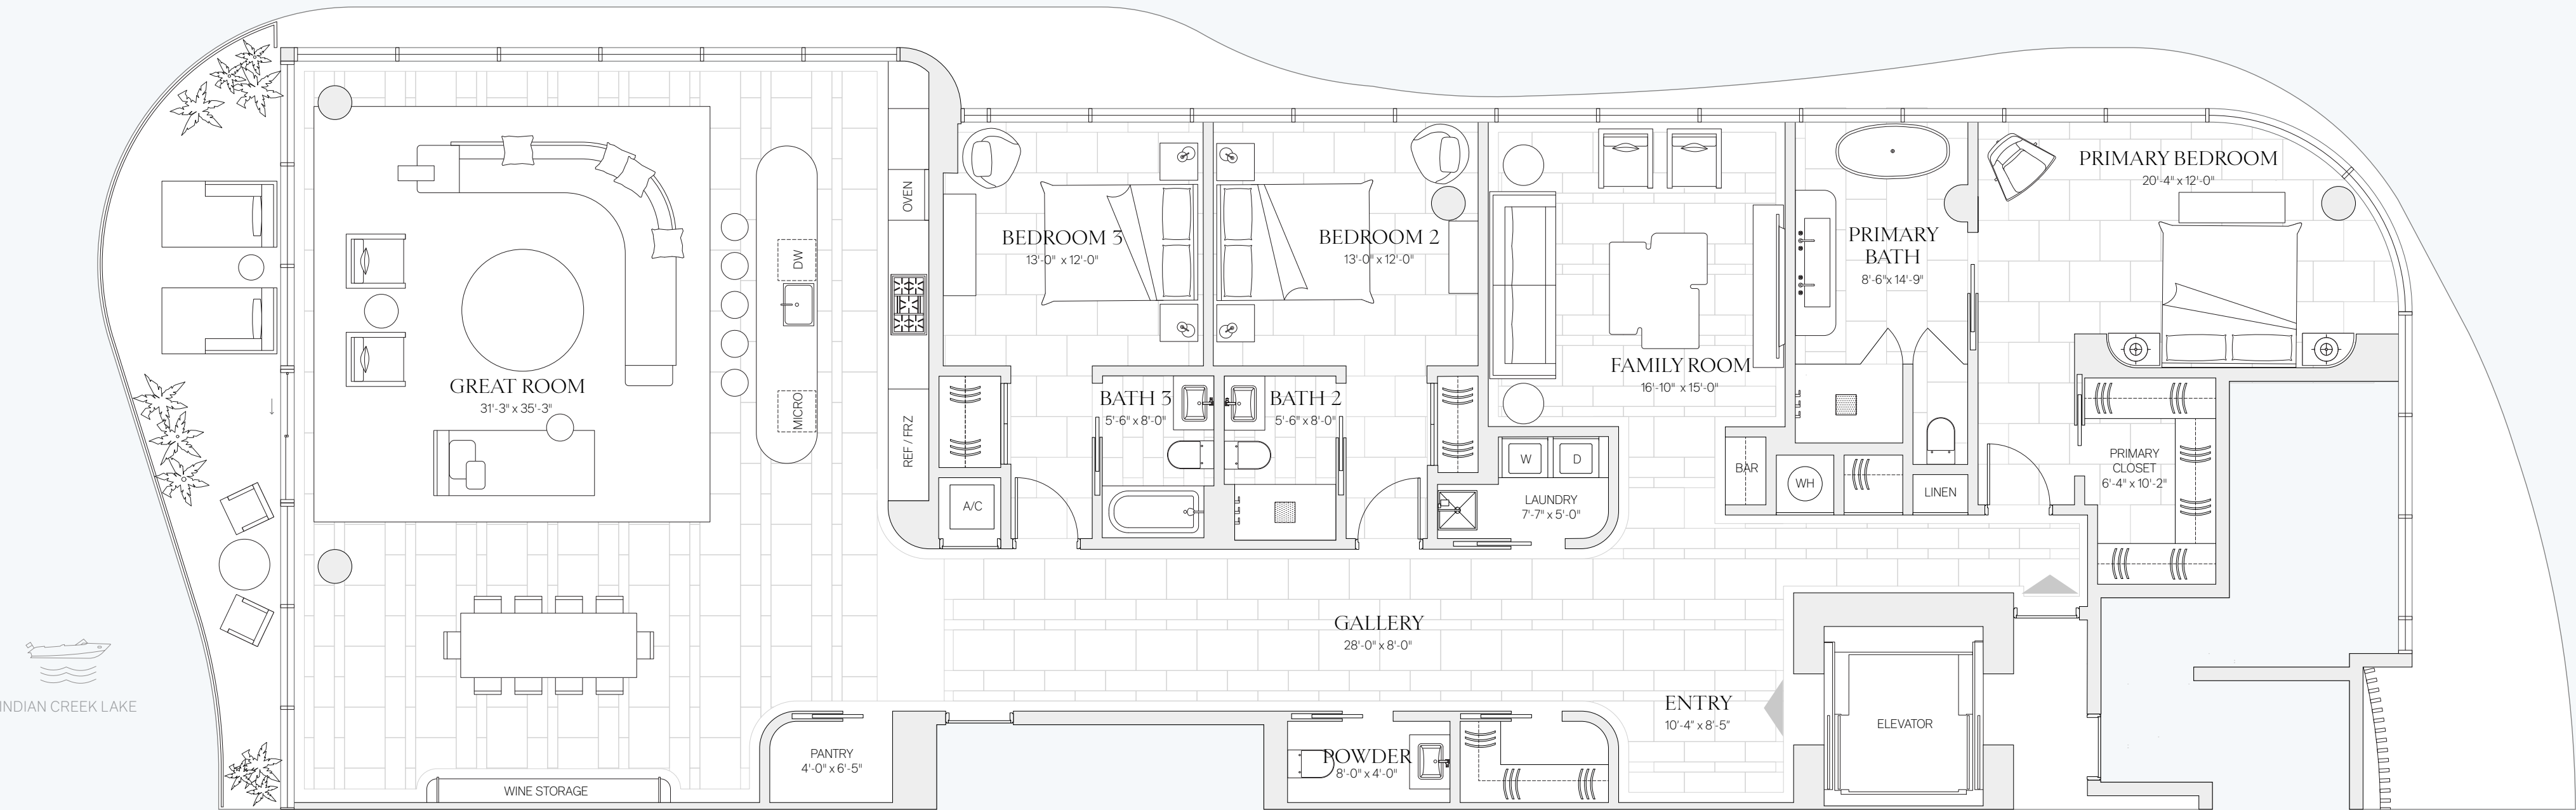 GREAT ROOM
31'-3" x 35'-3"
DW
MICRO
OVEN
REF / FRZ
BEDROOM 3
13'-0" x 12'-0"
BEDROOM 2
13'-0" x 12'-0"
BATH 3
5'-6" x 8'-0"
BATH 2
5'-6" x 8'-0"
A/C
FAMILY ROOM
16'-10" x 15'-0"
W
D
LAUNDRY
7'-7" x 5'-0"
BAR
WH
LINEN
PRIMARY
BATH
8'-6" x 14'-9"
PRIMARY BEDROOM
20'-4" x 12'-0"
PRIMARY
CLOSET
6'-4" x 10'-2"
GALLERY
28'-0" x 8'-0"
ENTRY
10'-4" x 8'-5"
ELEVATOR
INDIAN CREEK LAKE
PANTRY
4'-0" x 6'-5"
WINE STORAGE
POWDER
8'-0" x 4'-0"